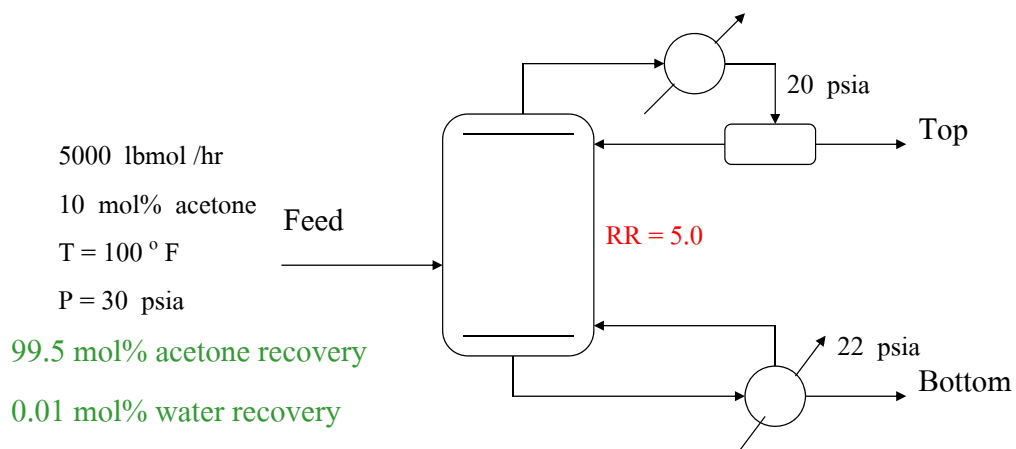 20 psia
Top
5000 lbmol /hr
10 mol% acetone
Feed
T = 100 ° F
RR = 5.0
P = 30 psia
99.5 mol% acetone recovery
22 psia
Bottom
0.01 mol% water recovery